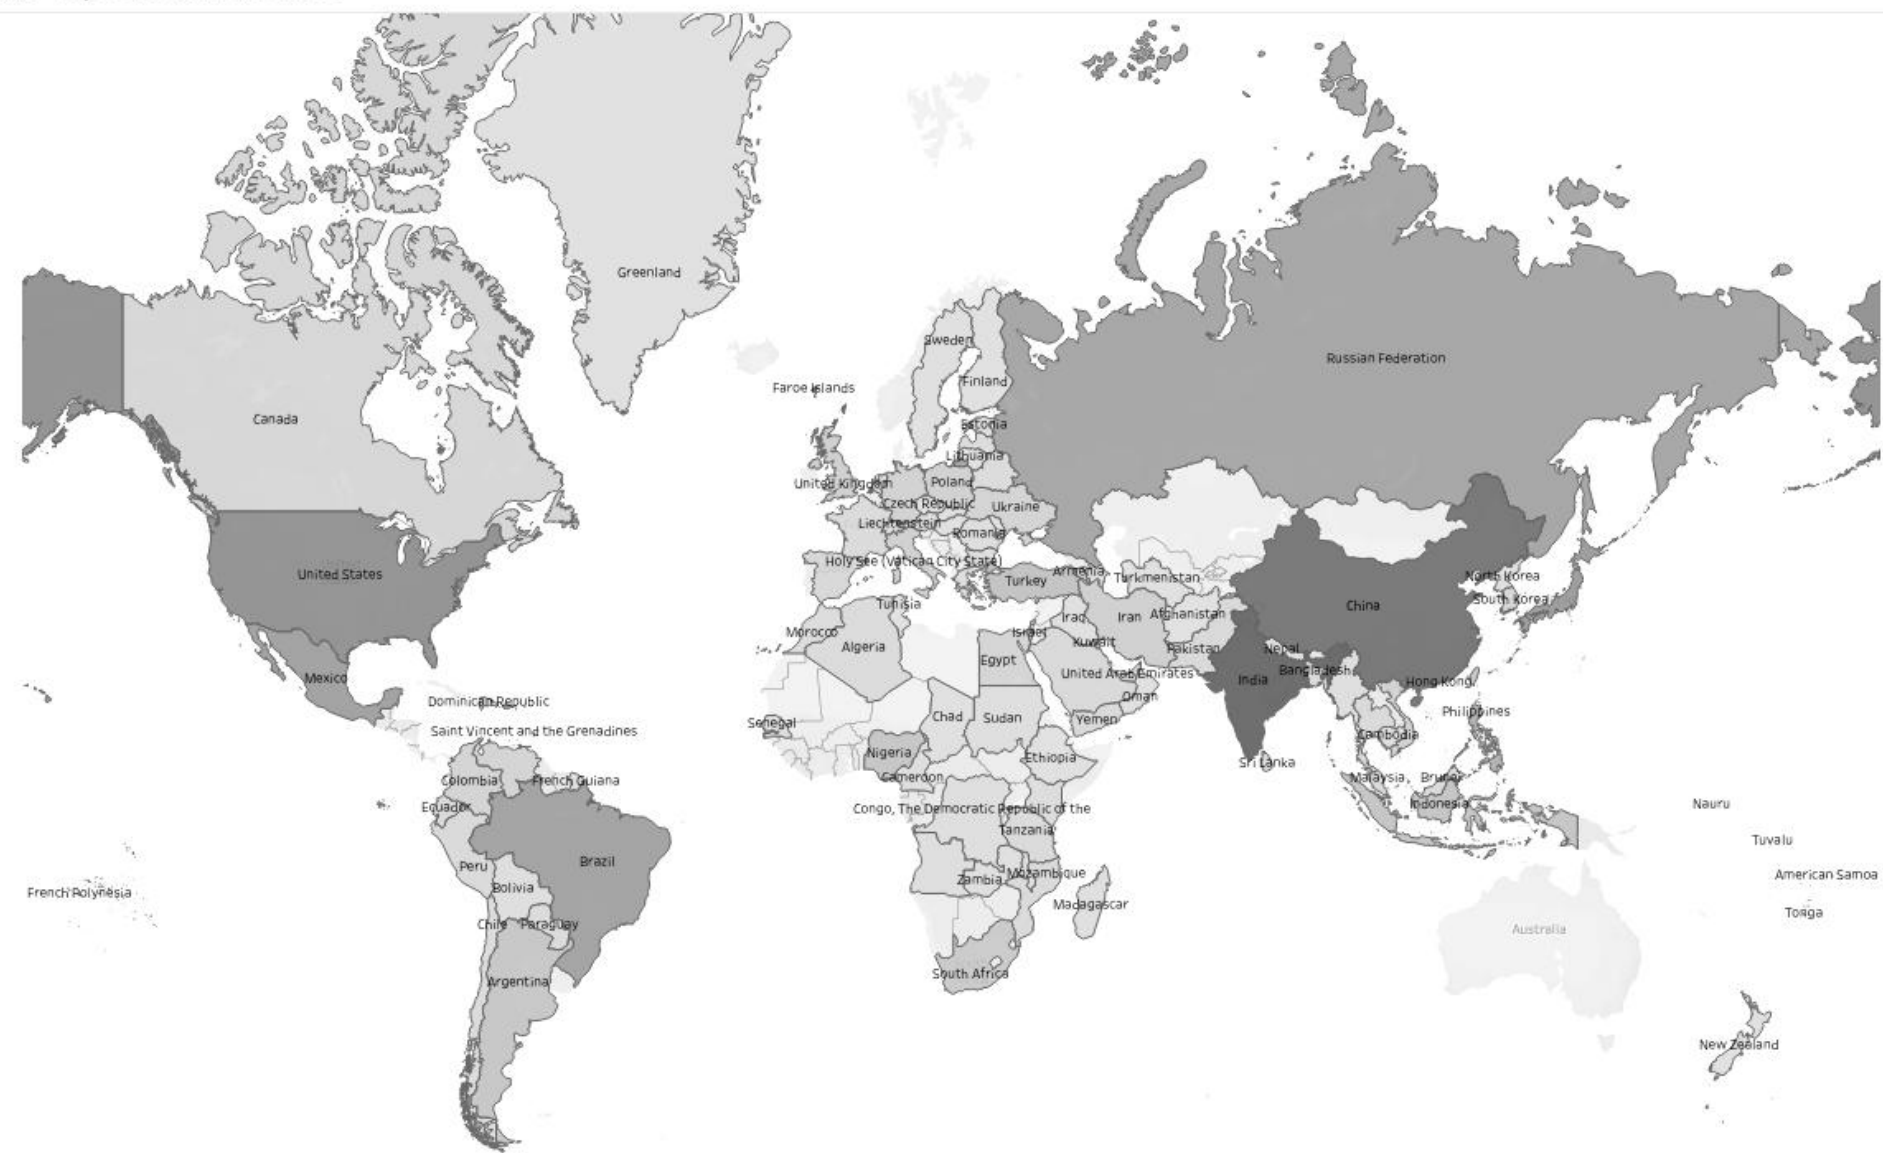 Greenland
Sweden
Russian Federation
Finland
Faroe Islands
Canada
Estonia
Lithuania
United Kingdom
Poland
Czech Republic
Ukraine
Liechtenstein
Romania
Holy See (Vatican City State)
United States
Armenia
North Korea
Turkey
Turkmenistan
South Korea
China
Tunisia
Iraq
Iran
Afghanistan
Morocco
Israel
Algeria
Kuwait
Pakistan
Nepal
Egypt
Mexico
United Arab Emirates
India
Bangladesh
Hong Kong
Oman
Dominican Republic
Philippines
Senegal
Chad
Sudan
Yemen
Saint Vincent and the Grenadines
Cambodia
Nigeria
Ethiopia
Sri Lanka
Colombia
French Guiana
Cameroon
Malaysia
Brunei
Ecuador
Congo, The Democratic Republic of the
Indonesia
Nauru
Tanzania
Tuvalu
Brazil
Peru
Mozambique
American Samoa
Zambia
Bolivia
French Polynesia
Madagascar
Tonga
Chile
Paraguay
Australia
South Africa
Argentina
New Zealand